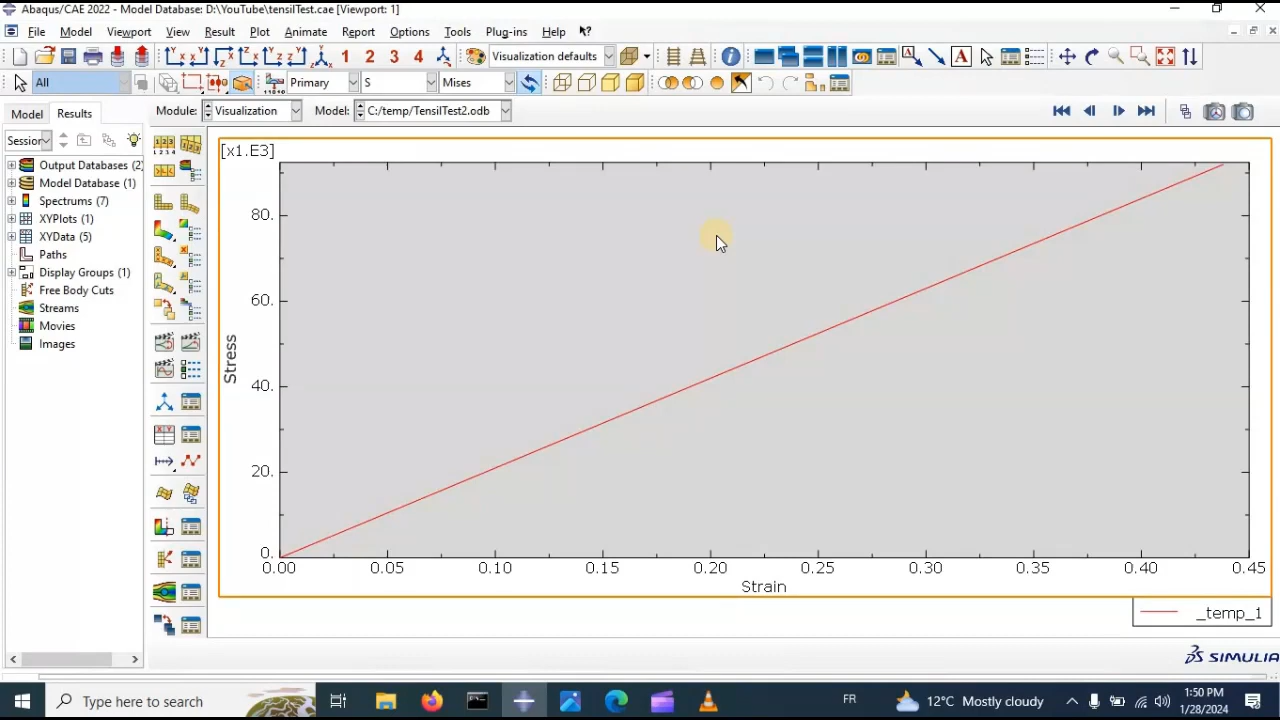 Abaqus/CAE 2022 - Model Database: D:\YouTube\tensilTest.cae [Viewport: 1]
File Model Viewport View Result Plot Animate Report Options Tools Plug-ins Help
1 2 3 4 Visualization defaults
All Primary S Mises
Model Results Module: Visualization Model: C:/temp/TensilTest2.odb
Session
Output Databases (2
Model Database (1)
Spectrums (7)
XYPlots (1)
XYData (5)
Paths
Display Groups (1)
Free Body Cuts
Streams
Movies
Images
[x1.E3]
80.
60.
40.
20.
0.
Stress
0.00 0.05 0.10 0.15 0.20 0.25 0.30 0.35 0.40 0.45
Strain
_temp_1
SIMULIA
Type here to search
FR
12°C Mostly cloudy
1:50 PM
1/28/2024